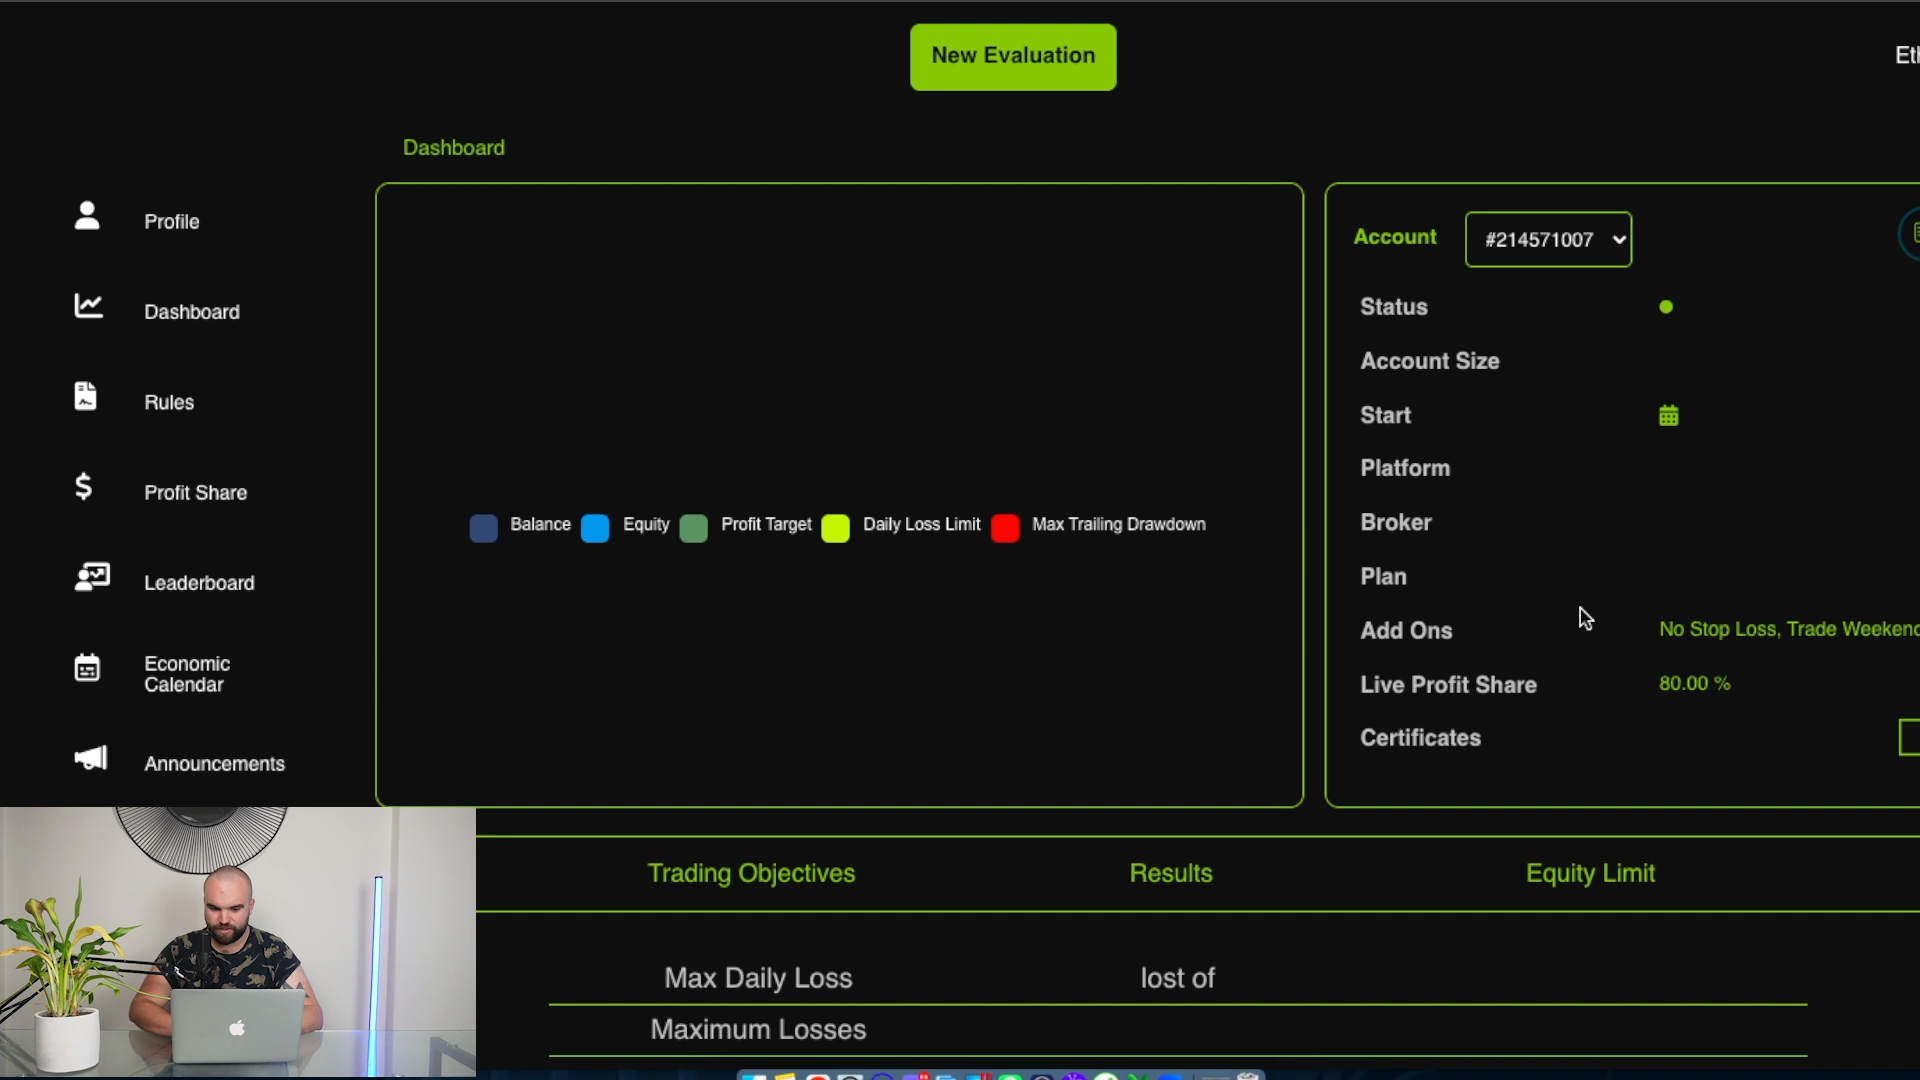 New Evaluation
Eth
Dashboard
Profile
Dashboard
Rules
Profit Share
Leaderboard
Economic
Calendar
Announcements
Balance Equity Profit Target Daily Loss Limit Max Trailing Drawdown
Account #214571007
Status
Account Size
Start
Platform
Broker
Plan
Add Ons No Stop Loss, Trade Weekend
Live Profit Share 80.00 %
Certificates
Trading Objectives Results Equity Limit
Max Daily Loss lost of
Maximum Losses